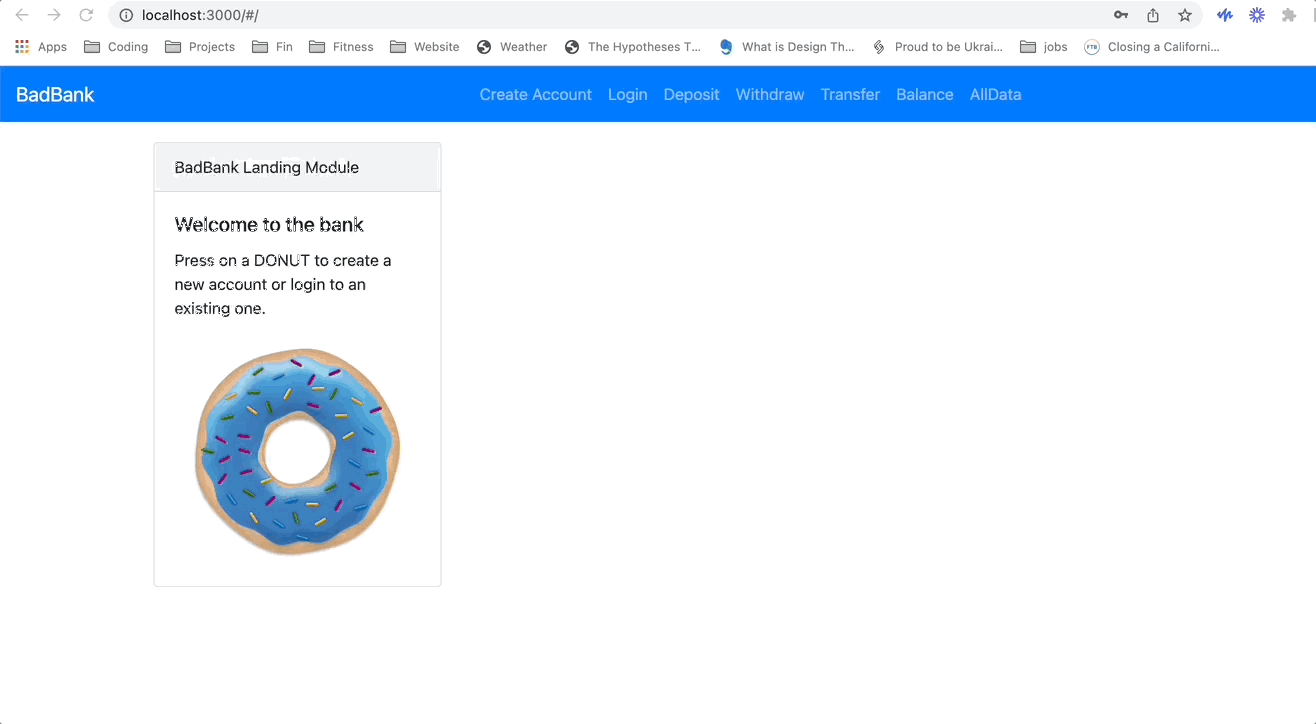 localhost:3000/#/
Apps Coding Projects Fin Fitness Website Weather The Hypotheses T... What is Design Th... Proud to be Ukrai... jobs FTB Closing a Californi...
BadBank Create Account Login Deposit Withdraw Transfer Balance AllData
BadBank Landing Module
Welcome to the bank
Press on a DONUT to create a
new account or login to an
existing one.